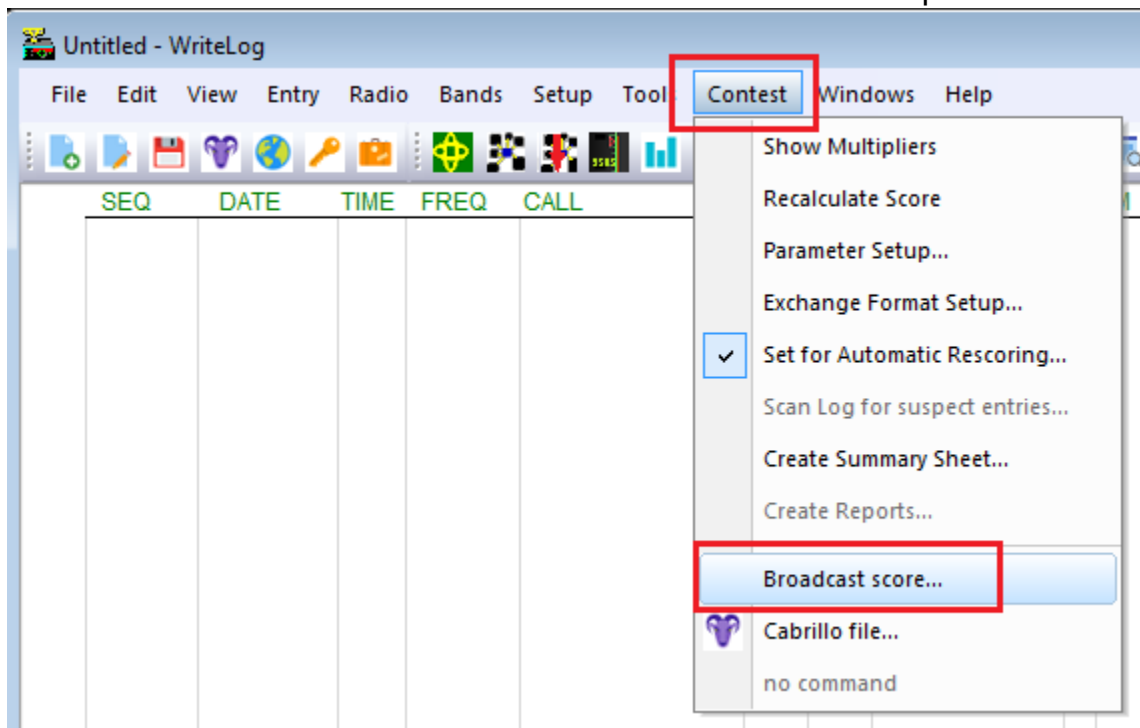 Untitled - WriteLog
File Edit View Entry Radio Bands Setup Tools Contest Windows Help
SEQ DATE TIME FREQ CALL
Show Multipliers
Recalculate Score
Parameter Setup...
Exchange Format Setup...
Set for Automatic Rescoring...
Scan Log for suspect entries...
Create Summary Sheet...
Create Reports...
Broadcast score...
Cabrillo file...
no command